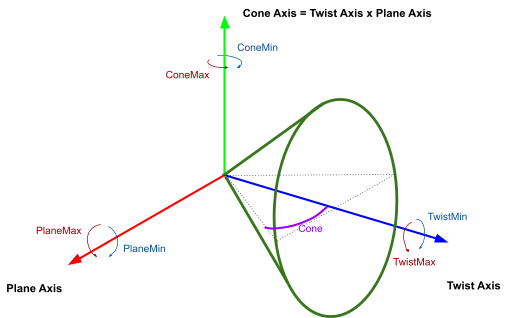 Cone Axis = Twist Axis x Plane Axis
ConeMin
ConeMax
PlaneMax
PlaneMin
Plane Axis
Cone
TwistMin
TwistMax
Twist Axis